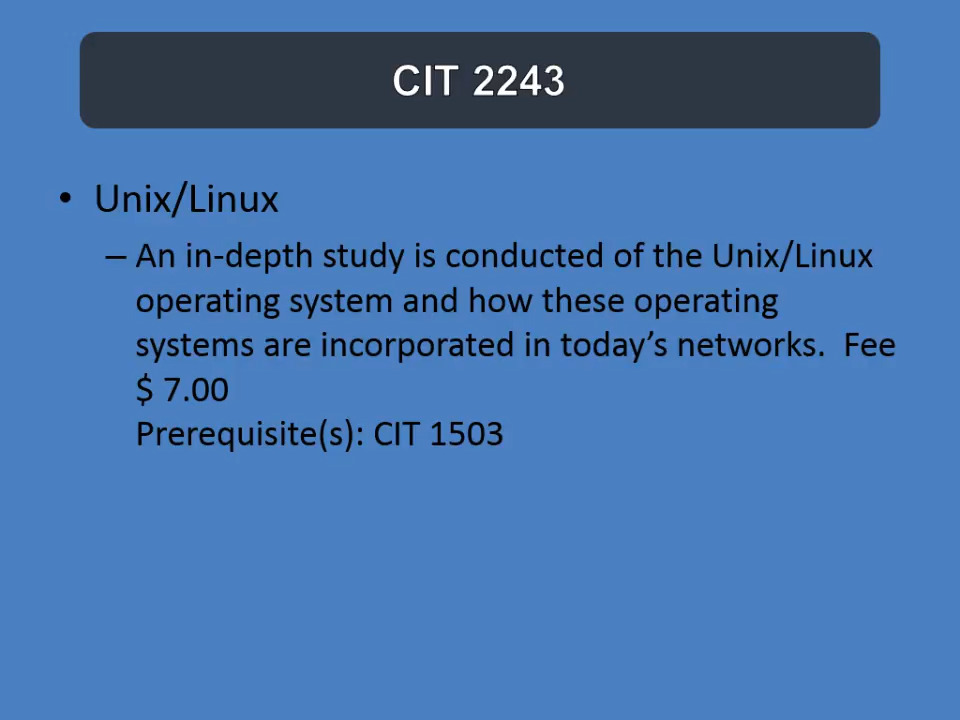 CIT 2243
• Unix/Linux
– An in-depth study is conducted of the Unix/Linux
operating system and how these operating
systems are incorporated in today’s networks.  Fee
$ 7.00
Prerequisite(s): CIT 1503